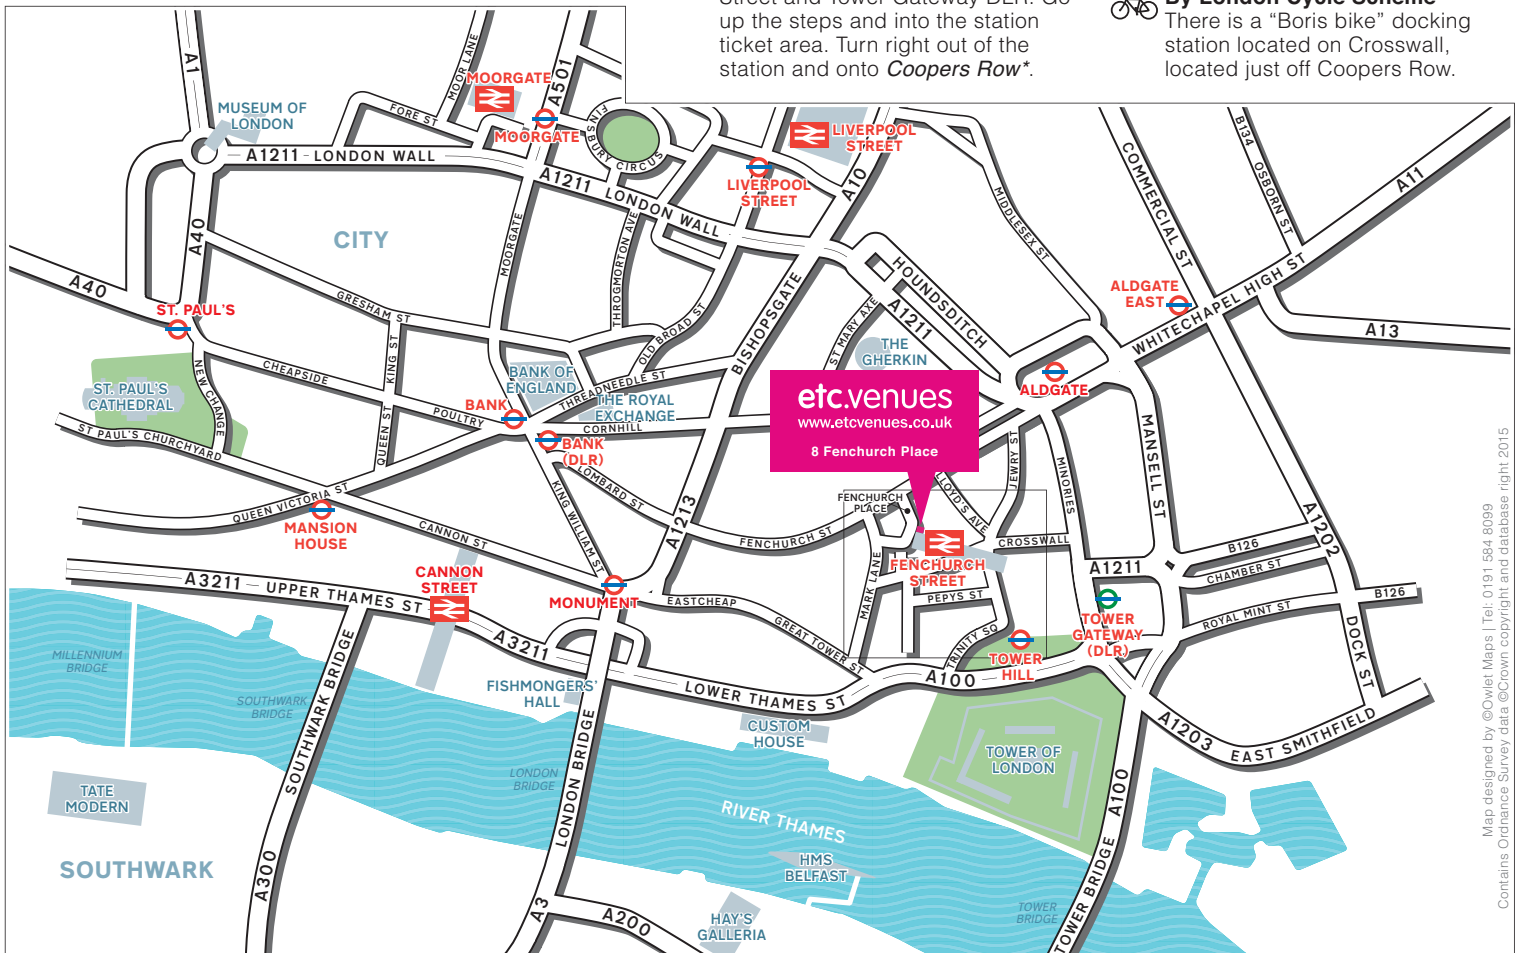 Street and Tower Gateway DLR. Go
up the steps and into the station
ticket area. Turn right out of the
station and onto Coopers Row*.
By London Cycle Scheme
There is a “Boris bike” docking
station located on Crosswall,
located just off Coopers Row.
A1
MUSEUM OF
LONDON
MOOR LANE
MOORGATE
A501
FORE ST
MOORGATE
FINSBURY CIRCUS
LIVERPOOL
STREET
A1211 LONDON WALL
A1211 LONDON WALL
LIVERPOOL
STREET
A10
MIDDLESEX ST
COMMERCIAL ST
B134 OSBORN ST
A11
A40
CITY
MOORGATE
THROGMORTON AVE
A40
ST. PAUL'S
GRESHAM ST
KING ST
OLD BROAD ST
BISHOPSGATE
ST MARY AXE
HOUNDSDITCH
A1211
THE
GHERKIN
ALDGATE
EAST
WHITECHAPEL HIGH ST
A13
ST. PAUL'S
CATHEDRAL
NEW CHANGE
CHEAPSIDE
BANK OF
ENGLAND
THREADNEEDLE ST
THE ROYAL
EXCHANGE
CORNHILL
BANK
POULTRY
QUEEN ST
BANK
(DLR)
etc.venues
www.etcvenues.co.uk
8 Fenchurch Place
ALDGATE
MANSELL ST
ST PAUL'S CHURCHYARD
QUEEN VICTORIA ST
MANSION
HOUSE
CANNON ST
LOMBARD ST
KING WILLIAM ST
A1213
FENCHURCH ST
FENCHURCH
PLACE
LLOYD'S AVE
JEWRY ST
MINORIES
CROSSWALL
FENCHURCH
STREET
MARK LANE
PEPYS ST
A1211
B126
CHAMBER ST
A1202
B126
ROYAL MINT ST
DOCK ST
A3211 UPPER THAMES ST
CANNON
STREET
A3211
MONUMENT
EASTCHEAP
GREAT TOWER ST
TRINITY SQ
TOWER
HILL
TOWER
GATEWAY
(DLR)
MILLENNIUM
BRIDGE
SOUTHWARK
BRIDGE
SOUTHWARK BRIDGE
FISHMONGERS'
HALL
LOWER THAMES ST
A100
CUSTOM
HOUSE
TOWER OF
LONDON
A1203
EAST SMITHFIELD
TATE
MODERN
LONDON
BRIDGE
LONDON BRIDGE
RIVER THAMES
HMS
BELFAST
SOUTHWARK
A300
A3
A200
HAY'S
GALLERIA
TOWER
BRIDGE
TOWER BRIDGE
A100
Map designed by ©Owlet Maps | Tel: 0191 584 8099
Contains Ordnance Survey data ©Crown copyright and database right 2015